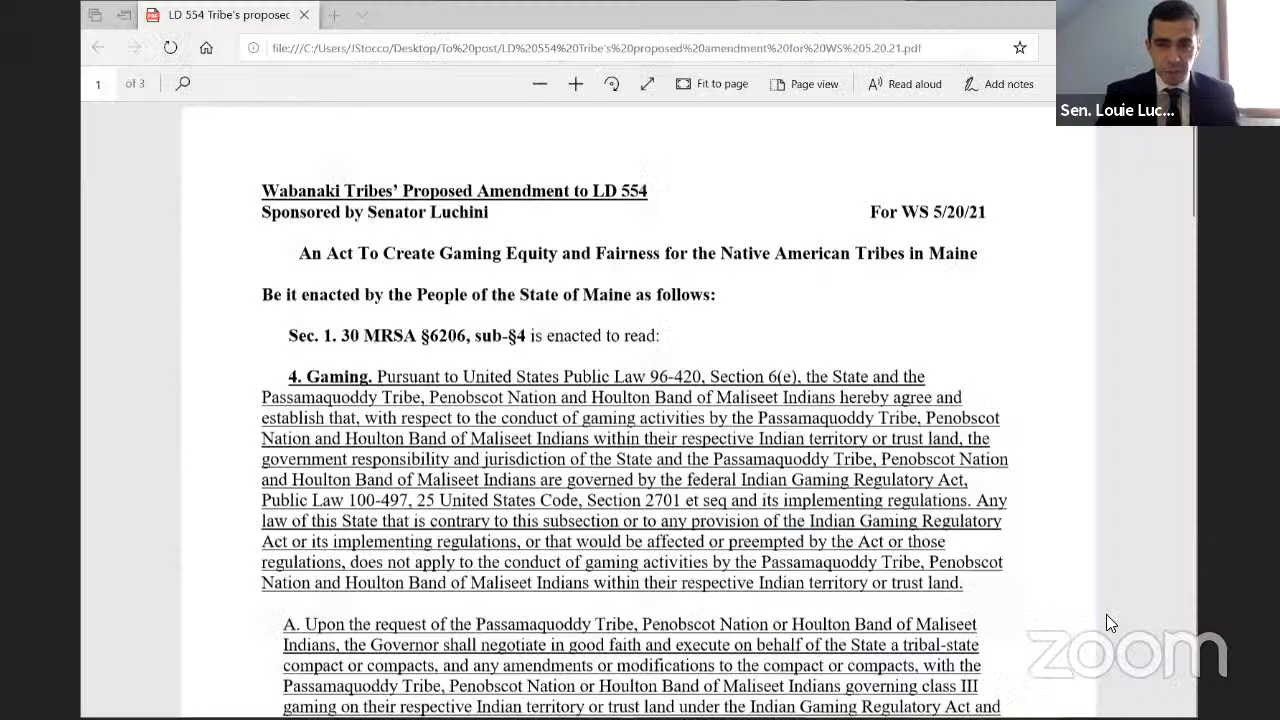 LD 554 Tribe's proposed
file:///C:/Users/JStocco/Desktop/To%20post/LD%20554%20Tribe's%20proposed%20amendment%20for%20WS%205.20.21.pdf
1 of 3
Fit to page
Page view
Read aloud
Add notes
Sen. Louie Luc...
Wabanaki Tribes' Proposed Amendment to LD 554
Sponsored by Senator Luchini For WS 5/20/21
An Act To Create Gaming Equity and Fairness for the Native American Tribes in Maine
Be it enacted by the People of the State of Maine as follows:
Sec. 1. 30 MRSA §6206, sub-§4 is enacted to read:
4. Gaming. Pursuant to United States Public Law 96-420, Section 6(e), the State and the
Passamaquoddy Tribe, Penobscot Nation and Houlton Band of Maliseet Indians hereby agree and
establish that, with respect to the conduct of gaming activities by the Passamaquoddy Tribe, Penobscot
Nation and Houlton Band of Maliseet Indians within their respective Indian territory or trust land, the
government responsibility and jurisdiction of the State and the Passamaquoddy Tribe, Penobscot Nation
and Houlton Band of Maliseet Indians are governed by the federal Indian Gaming Regulatory Act,
Public Law 100-497, 25 United States Code, Section 2701 et seq and its implementing regulations. Any
law of this State that is contrary to this subsection or to any provision of the Indian Gaming Regulatory
Act or its implementing regulations, or that would be affected or preempted by the Act or those
regulations, does not apply to the conduct of gaming activities by the Passamaquoddy Tribe, Penobscot
Nation and Houlton Band of Maliseet Indians within their respective Indian territory or trust land.
A. Upon the request of the Passamaquoddy Tribe, Penobscot Nation or Houlton Band of Maliseet
Indians, the Governor shall negotiate in good faith and execute on behalf of the State a tribal-state
compact or compacts, and any amendments or modifications to the compact or compacts, with the
Passamaquoddy Tribe, Penobscot Nation or Houlton Band of Maliseet Indians governing class III
gaming on their respective Indian territory or trust land under the Indian Gaming Regulatory Act and
zoom